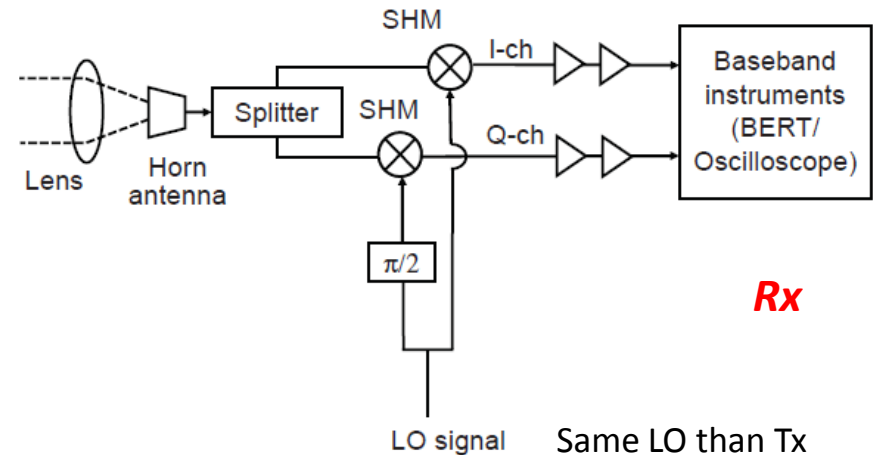 SHM
I-ch
Baseband
instruments
(BERT/
Oscilloscope)
Splitter
SHM
Q-ch
Lens
Horn
antenna
π/2
Rx
LO signal
Same LO than Tx